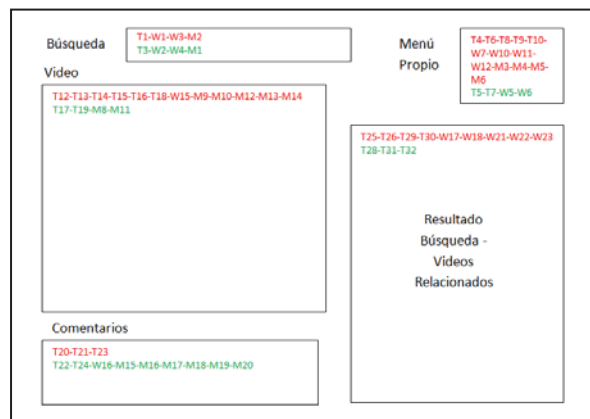 Búsqueda
T1-W1-W3-M2
T3-W2-W4-M1
Menú
Propio
T4-T6-T8-T9-T10-
W7-W10-W11-
W12-M3-M4-M5-
M6
T5-T7-W5-W6
Video
T12-T13-T14-T15-T16-T18-W15-M9-M10-M12-M13-M14
T17-T19-M8-M11
T25-T26-T29-T30-W17-W18-W21-W22-W23
T28-T31-T32
Resultado
Búsqueda -
Videos
Relacionados
Comentarios
T20-T21-T23
T22-T24-W16-M15-M16-M17-M18-M19-M20